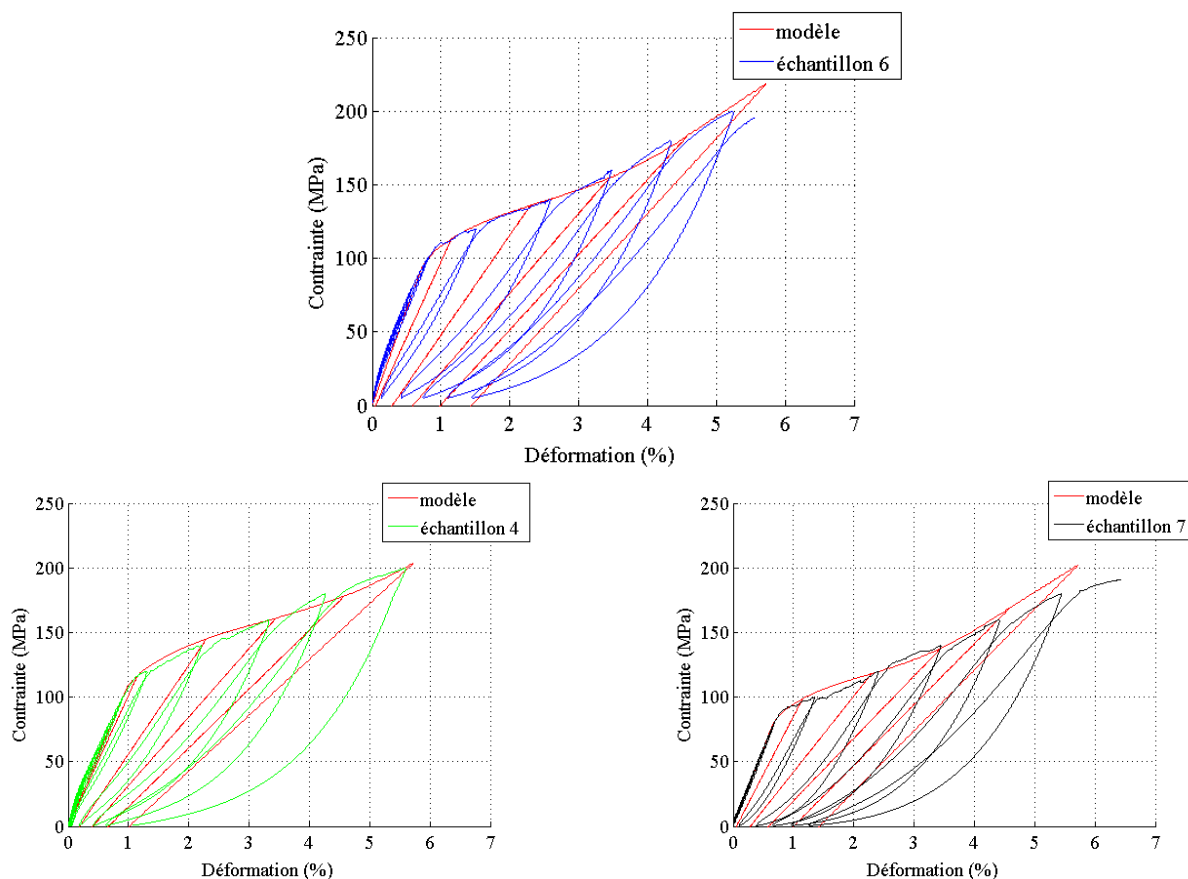 modèle
échantillon 6
250
200
150
100
50
0
Contrainte (MPa)
0 1 2 3 4 5 6 7
Déformation (%)
modèle
échantillon 4
250
200
150
100
50
0
Contrainte (MPa)
0 1 2 3 4 5 6 7
Déformation (%)
modèle
échantillon 7
250
200
150
100
50
0
Contrainte (MPa)
0 1 2 3 4 5 6 7
Déformation (%)